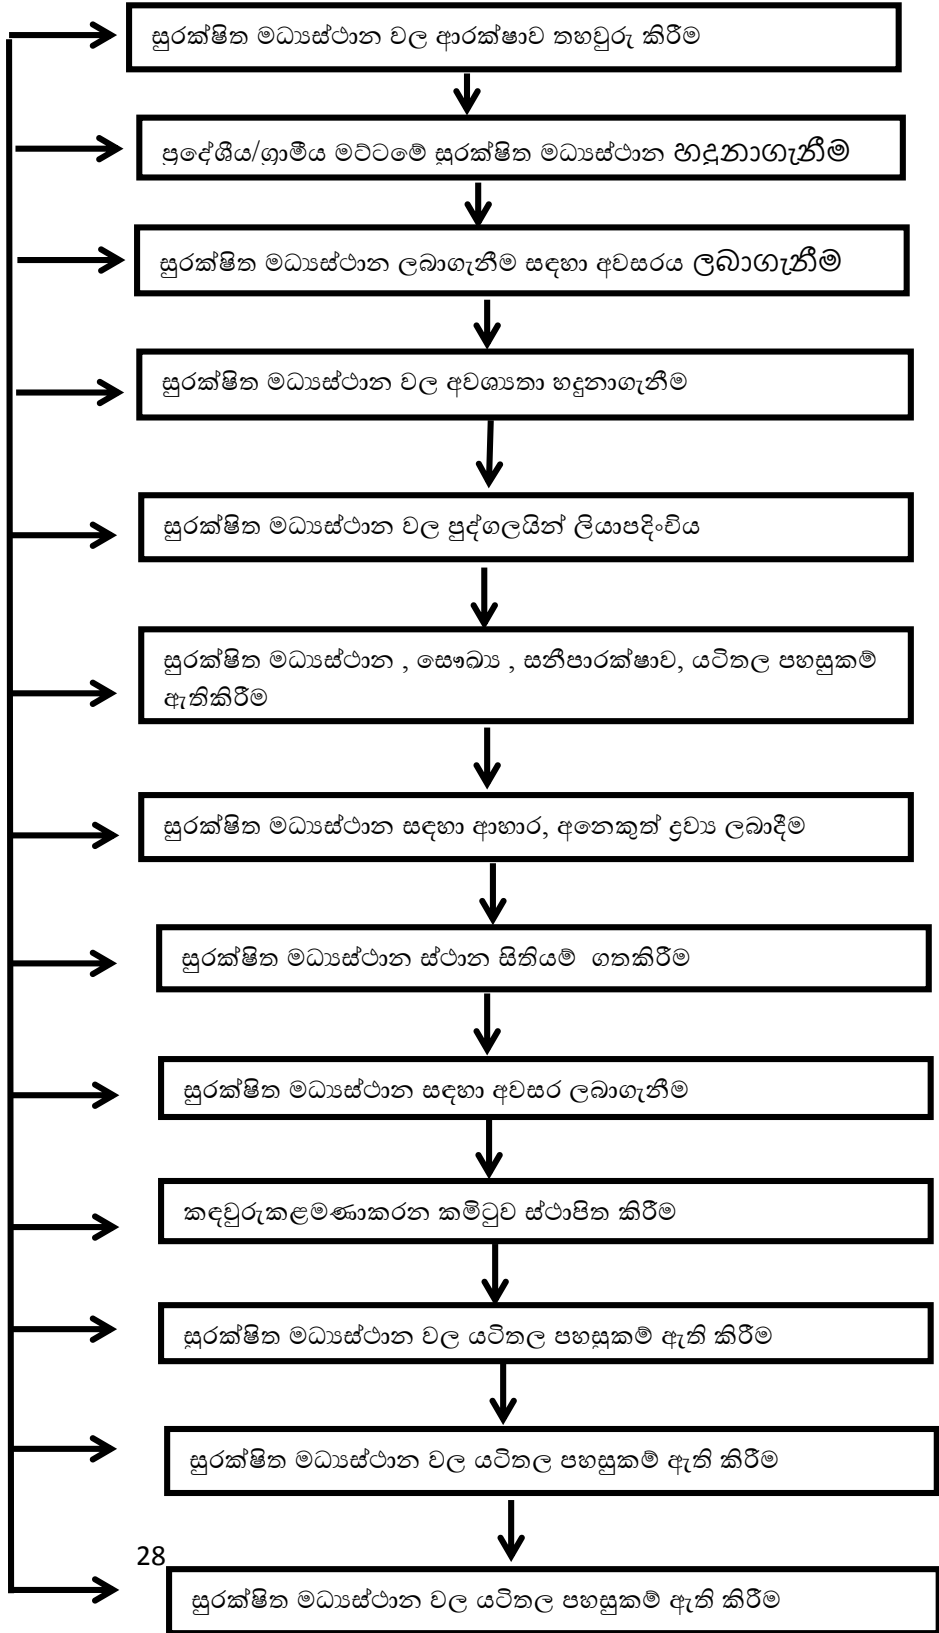 සුරක්ෂිත මධ්‍යස්ථාන වල ආරක්ෂාව තහවුරු කිරීම
ප්‍රදේශීය/ග්‍රාමීය මට්ටමේ සුරක්ෂිත මධ්‍යස්ථාන හදුනාගැනීම
සුරක්ෂිත මධ්‍යස්ථාන ලබාගැනීම සඳහා අවසරය ලබාගැනීම
සුරක්ෂිත මධ්‍යස්ථාන වල අවශ්‍යතා හදුනාගැනීම
සුරක්ෂිත මධ්‍යස්ථාන වල පුද්ගලයින් ලියාපදිංචිය
සුරක්ෂිත මධ්‍යස්ථාන , සෞඛ්‍ය , සනීපාරක්ෂාව, යටිතල පහසුකම්
ඇතිකිරීම
සුරක්ෂිත මධ්‍යස්ථාන සඳහා ආහාර, අනෙකුත් ද්‍රව්‍ය ලබාදීම
සුරක්ෂිත මධ්‍යස්ථාන ස්ථාන සිතියම් ගතකිරීම
සුරක්ෂිත මධ්‍යස්ථාන සඳහා අවසර ලබාගැනීම
කඳවුරුකළමණාකරන කමිටුව ස්ථාපිත කිරීම
සුරක්ෂිත මධ්‍යස්ථාන වල යටිතල පහසුකම් ඇති කිරීම
සුරක්ෂිත මධ්‍යස්ථාන වල යටිතල පහසුකම් ඇති කිරීම
28
සුරක්ෂිත මධ්‍යස්ථාන වල යටිතල පහසුකම් ඇති කිරීම